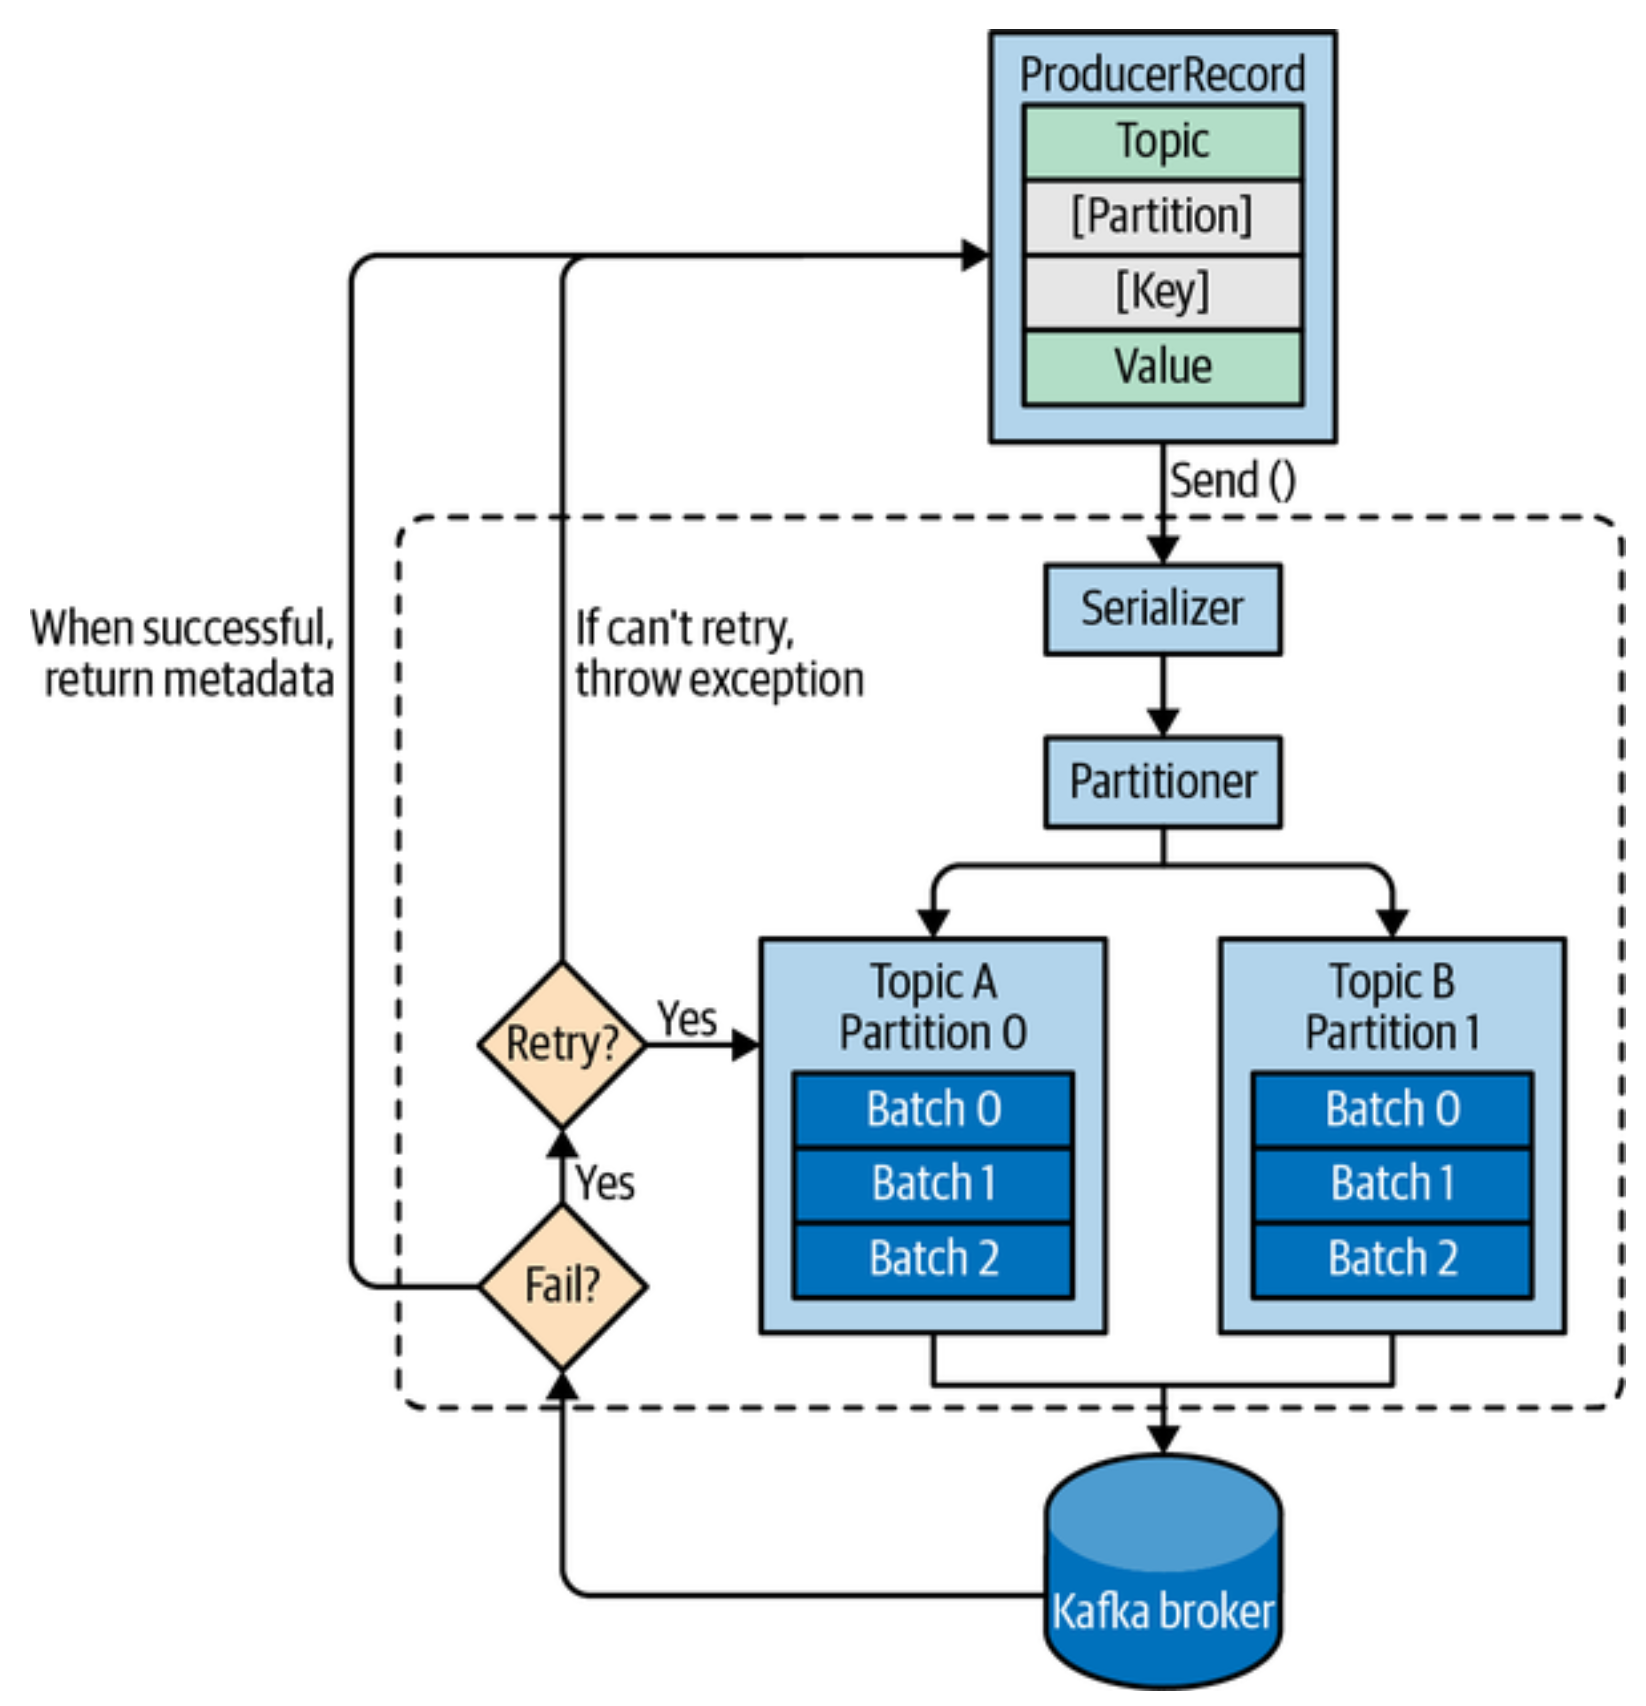 ProducerRecord
Topic
[Partition]
[Key]
Value
Send ()
When successful,
return metadata
If can't retry,
throw exception
Serializer
Partitioner
Topic A
Partition 0
Batch 0
Batch 1
Batch 2
Topic B
Partition 1
Batch 0
Batch 1
Batch 2
Retry?
Yes
Yes
Fail?
Kafka broker